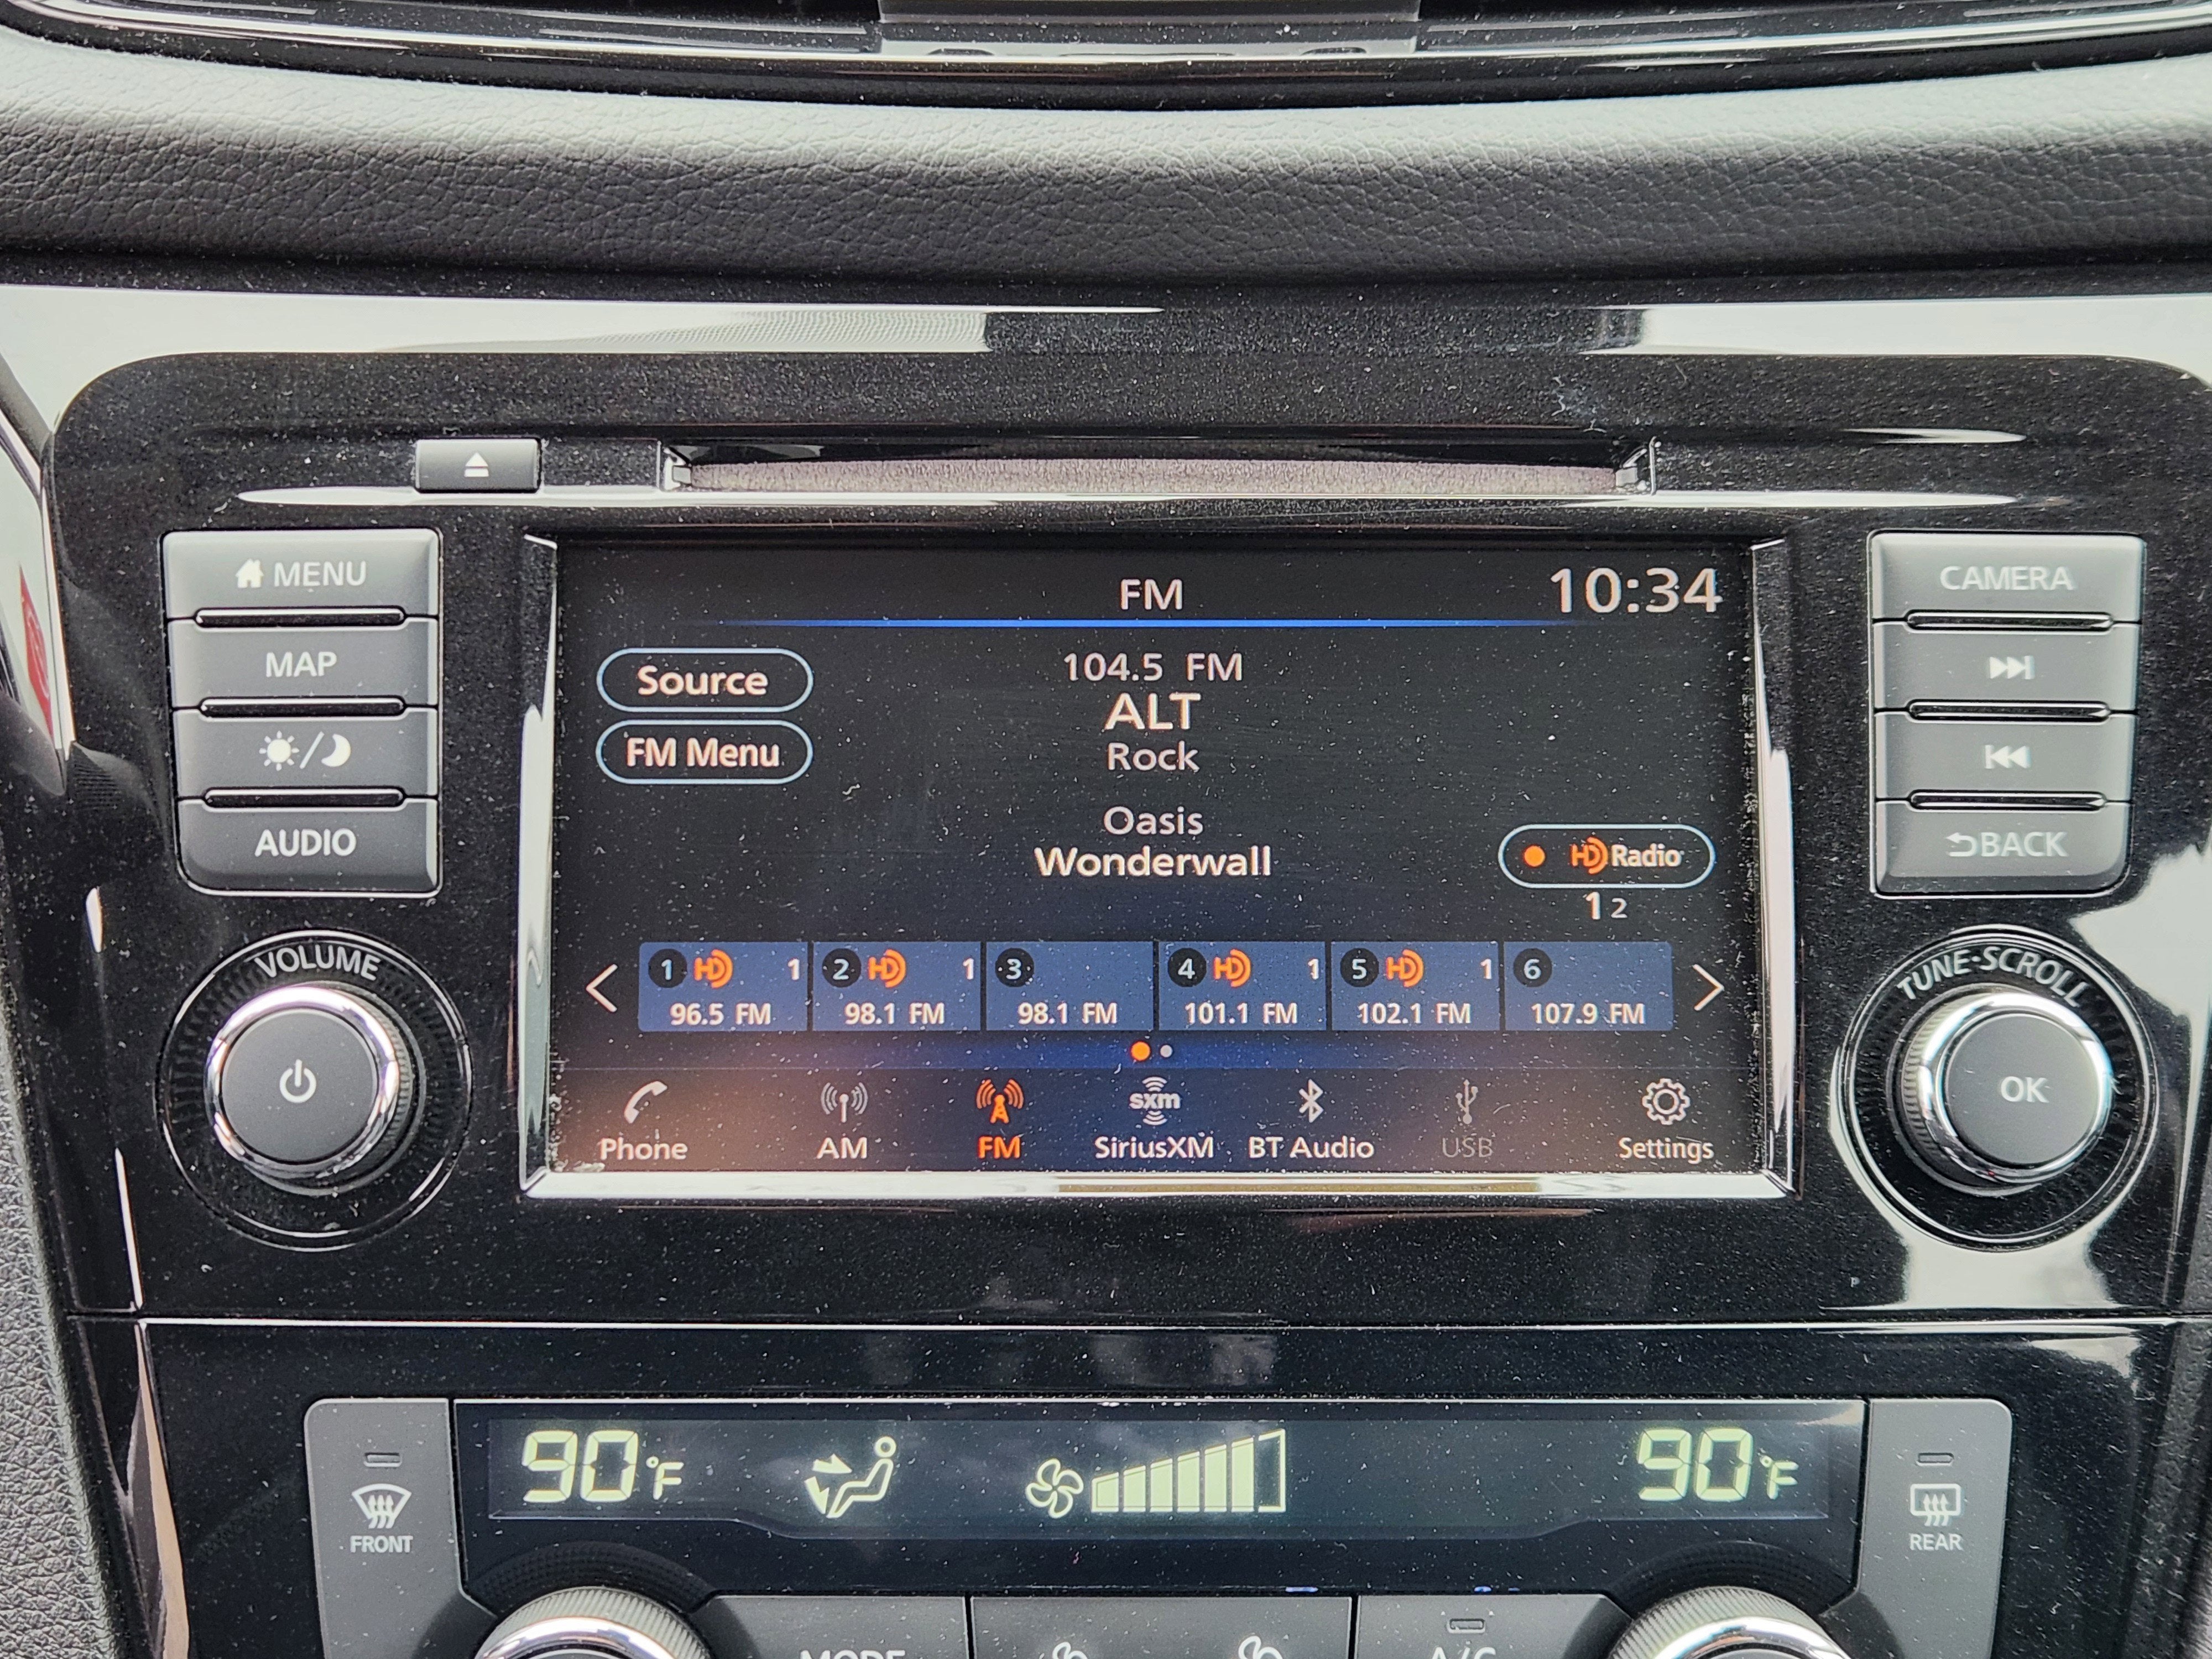 MENU
MAP
AUDIO
VOLUME
FM
10:34
Source
FM Menu
104.5 FM
ALT
Rock
Oasis
Wonderwall
HD Radio
1 2
1 HD 1
96.5 FM
2 HD 1
98.1 FM
3
98.1 FM
4 HD 1
101.1 FM
5 HD 1
102.1 FM
6
107.9 FM
Phone
AM
FM
sxm
SiriusXM
BT Audio
USB
Settings
CAMERA
BACK
TUNE·SCROLL
OK
FRONT
90°F
90°F
REAR
MODE
A/C